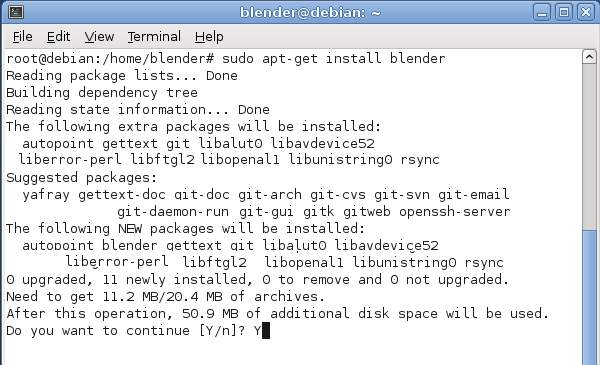 blender@debian: ~
File Edit View Terminal Help
root@debian:/home/blender# sudo apt-get install blender
Reading package lists... Done
Building dependency tree
Reading state information... Done
The following extra packages will be installed:
autopoint gettext git libalut0 libavdevice52
liberror-perl libftgl2 libopenal1 libunistring0 rsync
Suggested packages:
yafray gettext-doc git-doc git-arch git-cvs git-svn git-email
git-daemon-run git-gui gitk gitweb openssh-server
The following NEW packages will be installed:
autopoint blender gettext git libalut0 libavdevice52
liberror-perl libftgl2 libopenal1 libunistring0 rsync
0 upgraded, 11 newly installed, 0 to remove and 0 not upgraded.
Need to get 11.2 MB/20.4 MB of archives.
After this operation, 50.9 MB of additional disk space will be used.
Do you want to continue [Y/n]? Y